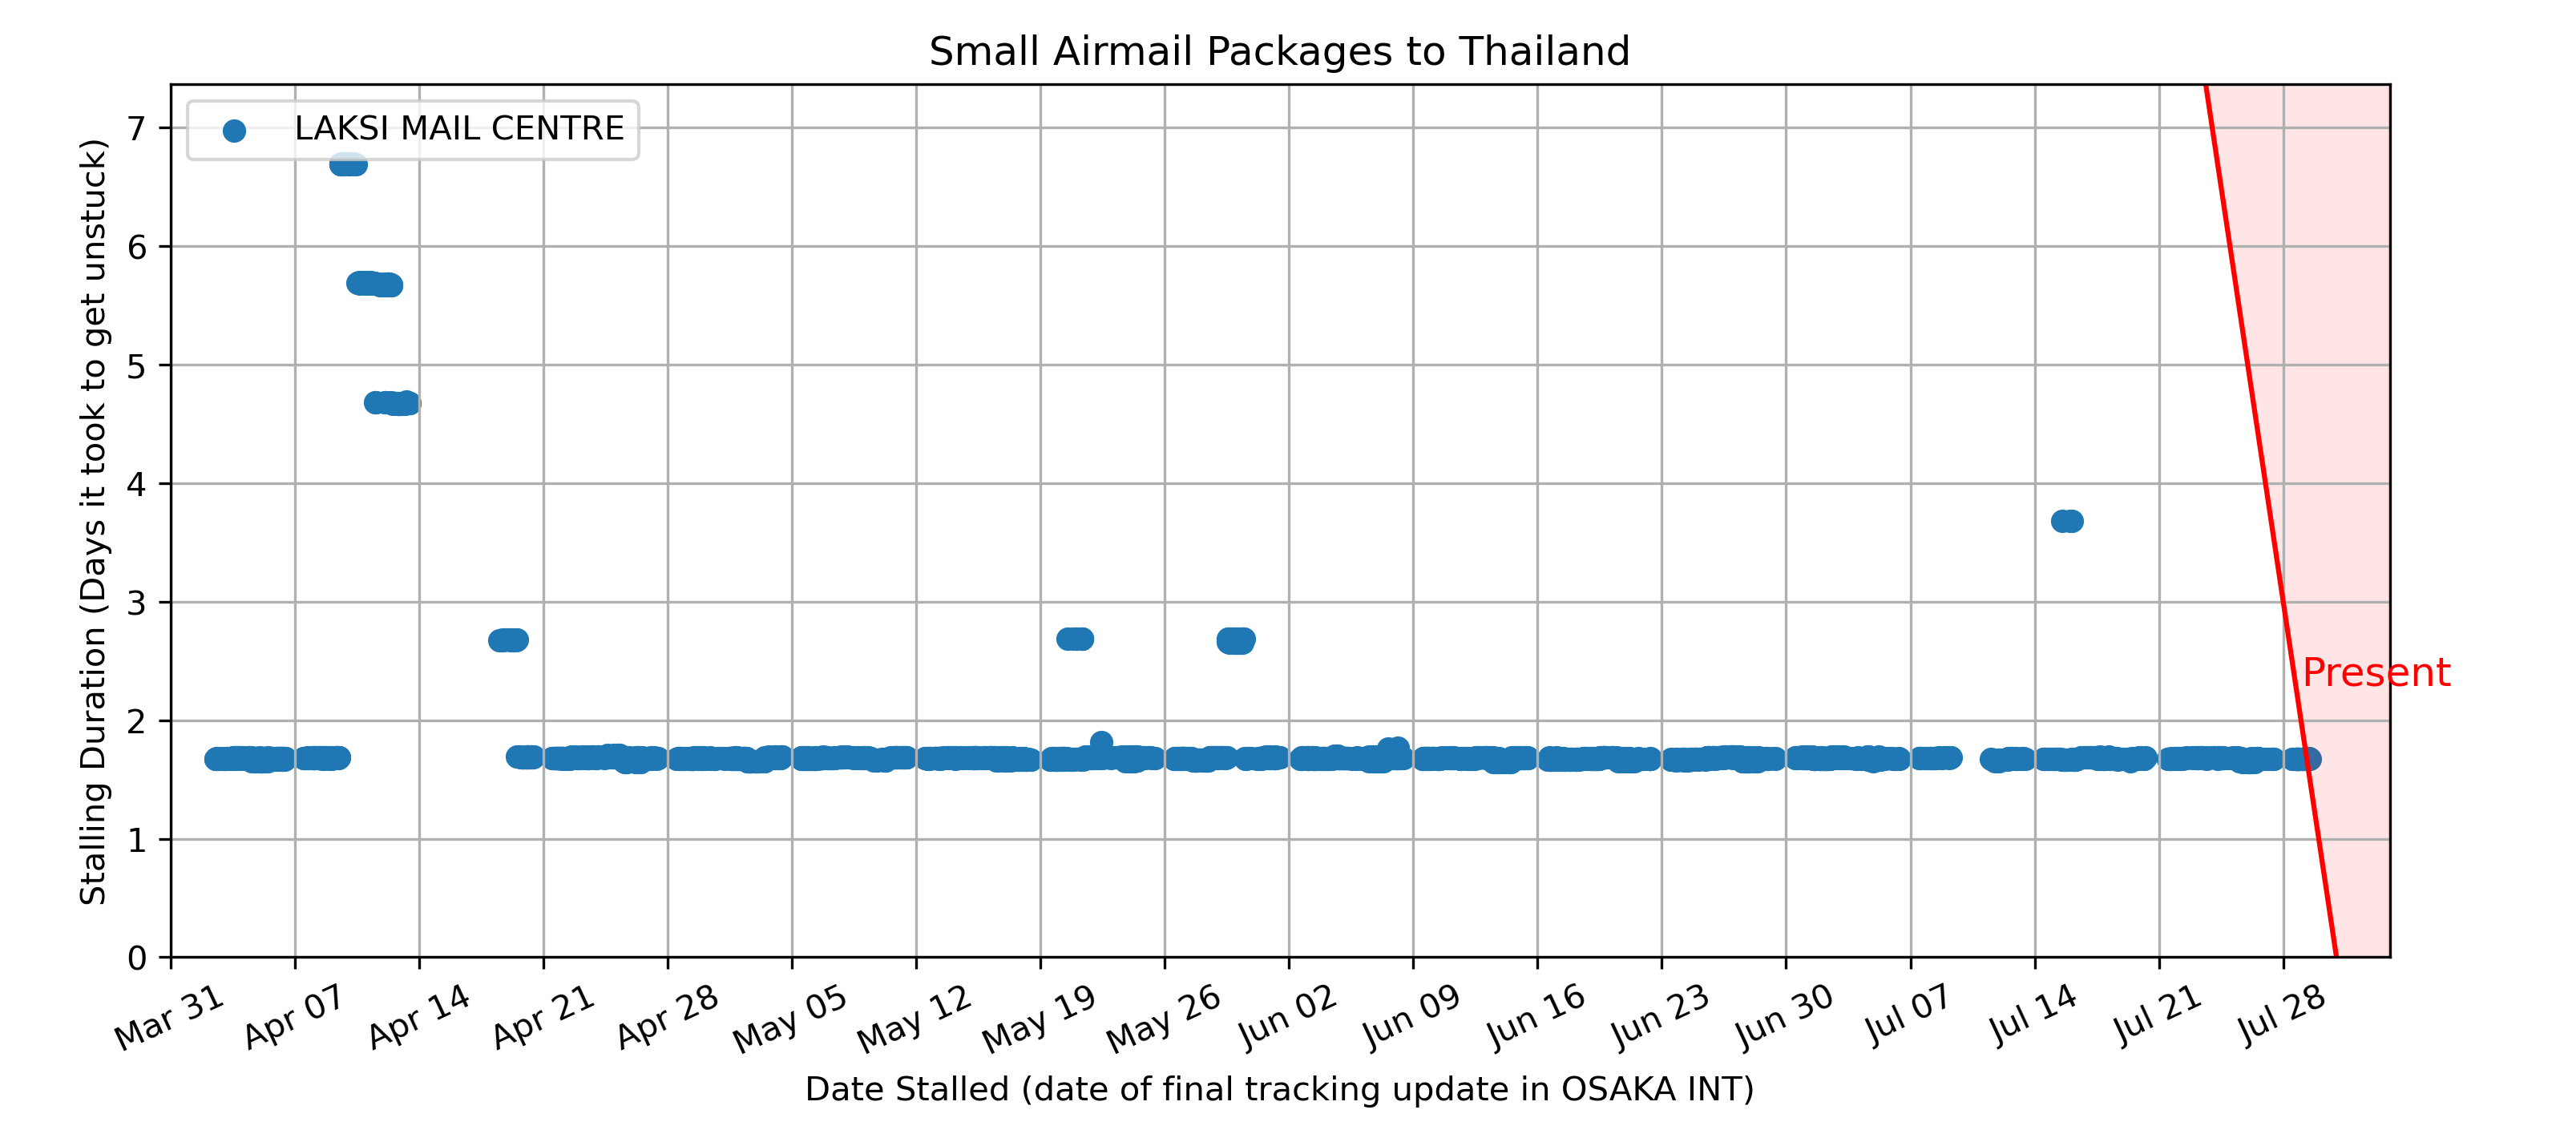 Small Airmail Packages to Thailand
LAKSI MAIL CENTRE
Stalling Duration (Days it took to get unstuck)
7
6
5
4
3
2
1
0
Present
Mar 31 Apr 07 Apr 14 Apr 21 Apr 28 May 05 May 12 May 19 May 26 Jun 02 Jun 09 Jun 16 Jun 23 Jun 30 Jul 07 Jul 14 Jul 21 Jul 28
Date Stalled (date of final tracking update in OSAKA INT)